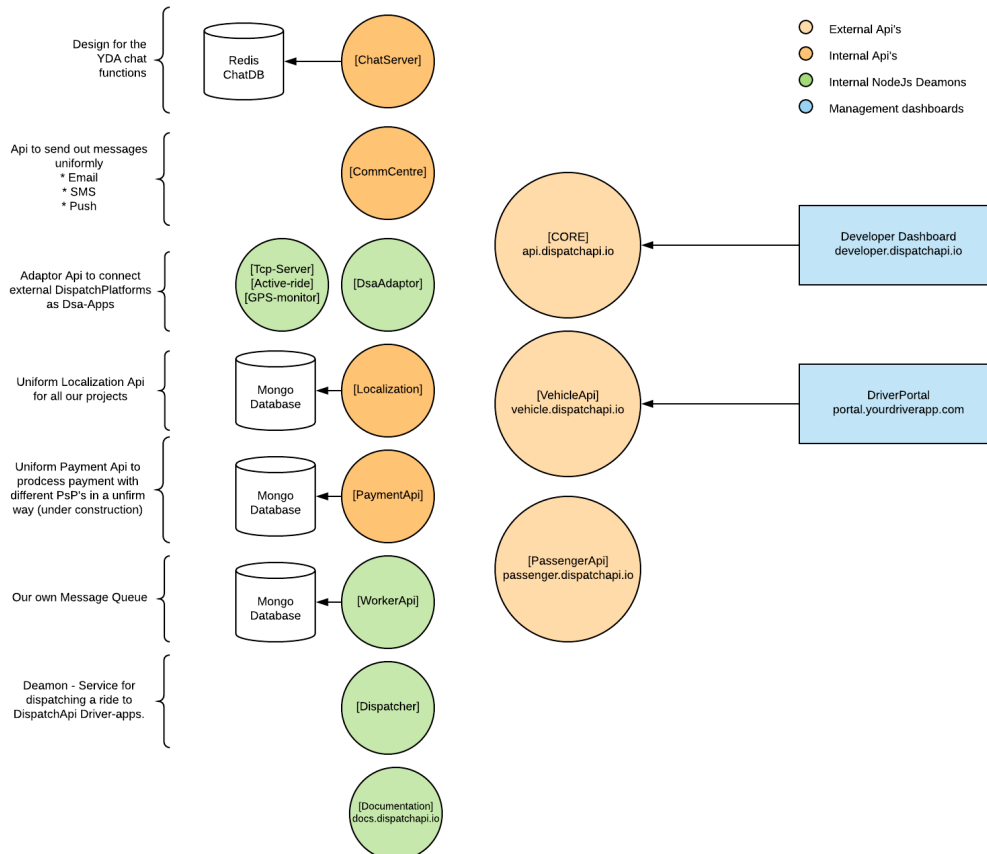 Design for the
YDA chat
functions
Redis
ChatDB
[ChatServer]
External Api's
Internal Api's
Internal NodeJs Deamons
Management dashboards
Api to send out messages
uniformly
* Email
* SMS
* Push
[CommCentre]
[CORE]
api.dispatchapi.io
Developer Dashboard
developer.dispatchapi.io
Adaptor Api to connect
external DispatchPlatforms
as Dsa-Apps
[Tcp-Server]
[Active-ride]
[GPS-monitor]
[DsaAdaptor]
Uniform Localization Api
for all our projects
Mongo
Database
[Localization]
[VehicleApi]
vehicle.dispatchapi.io
DriverPortal
portal.yourdriverapp.com
Uniform Payment Api to
prodcess payment with
different PsP's in a unfirm
way (under construction)
Mongo
Database
[PaymentApi]
[PassengerApi]
passenger.dispatchapi.io
Our own Message Queue
Mongo
Database
[WorkerApi]
Deamon - Service for
dispatching a ride to
DispatchApi Driver-apps.
[Dispatcher]
[Documentation]
docs.dispatchapi.io